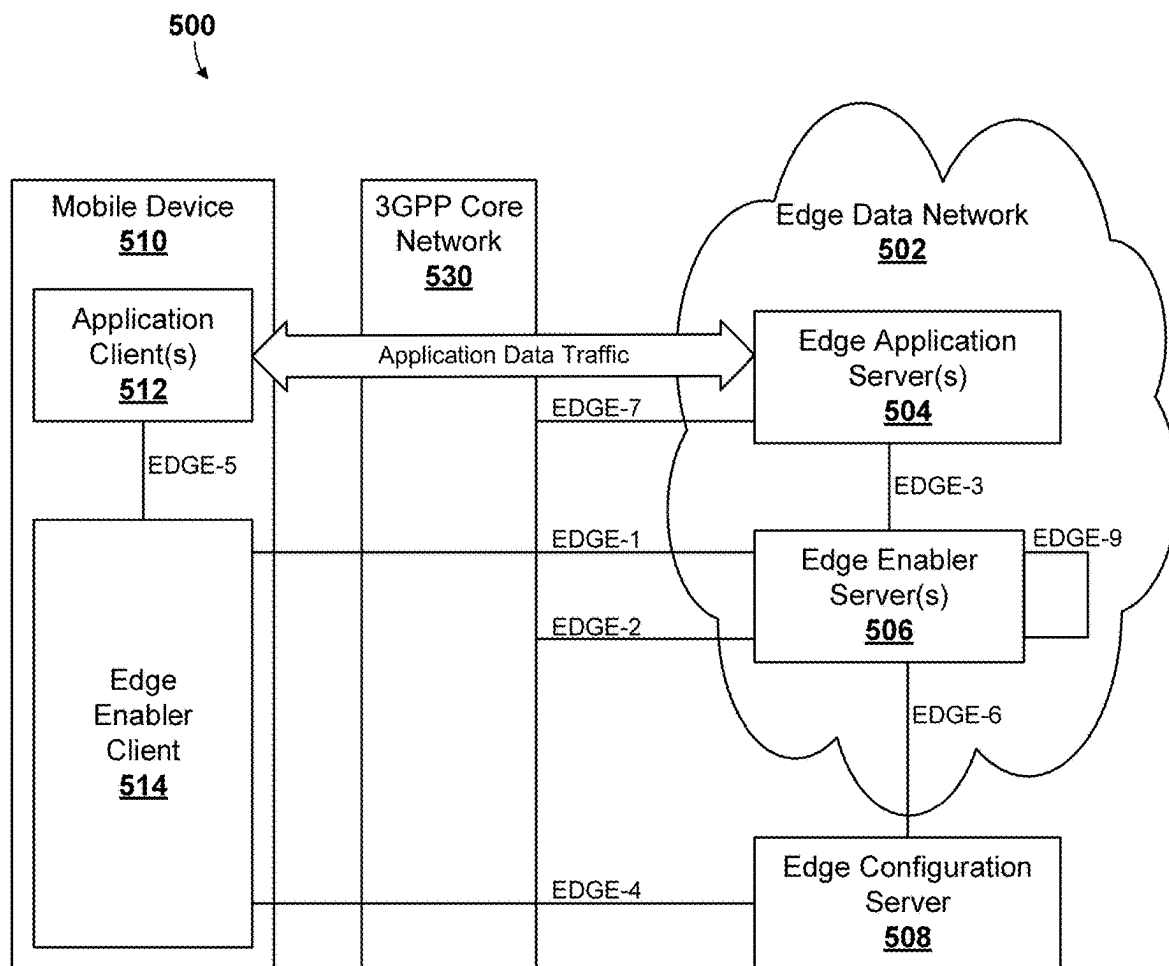 500
Mobile Device
510
3GPP Core
Network
530
Edge Data Network
502
Application
Client(s)
512
Application Data Traffic
Edge Application
Server(s)
504
EDGE-7
EDGE-5
EDGE-3
Edge
Enabler
Client
514
EDGE-1
Edge Enabler
Server(s)
506
EDGE-9
EDGE-2
EDGE-6
Edge Configuration
Server
508
EDGE-4